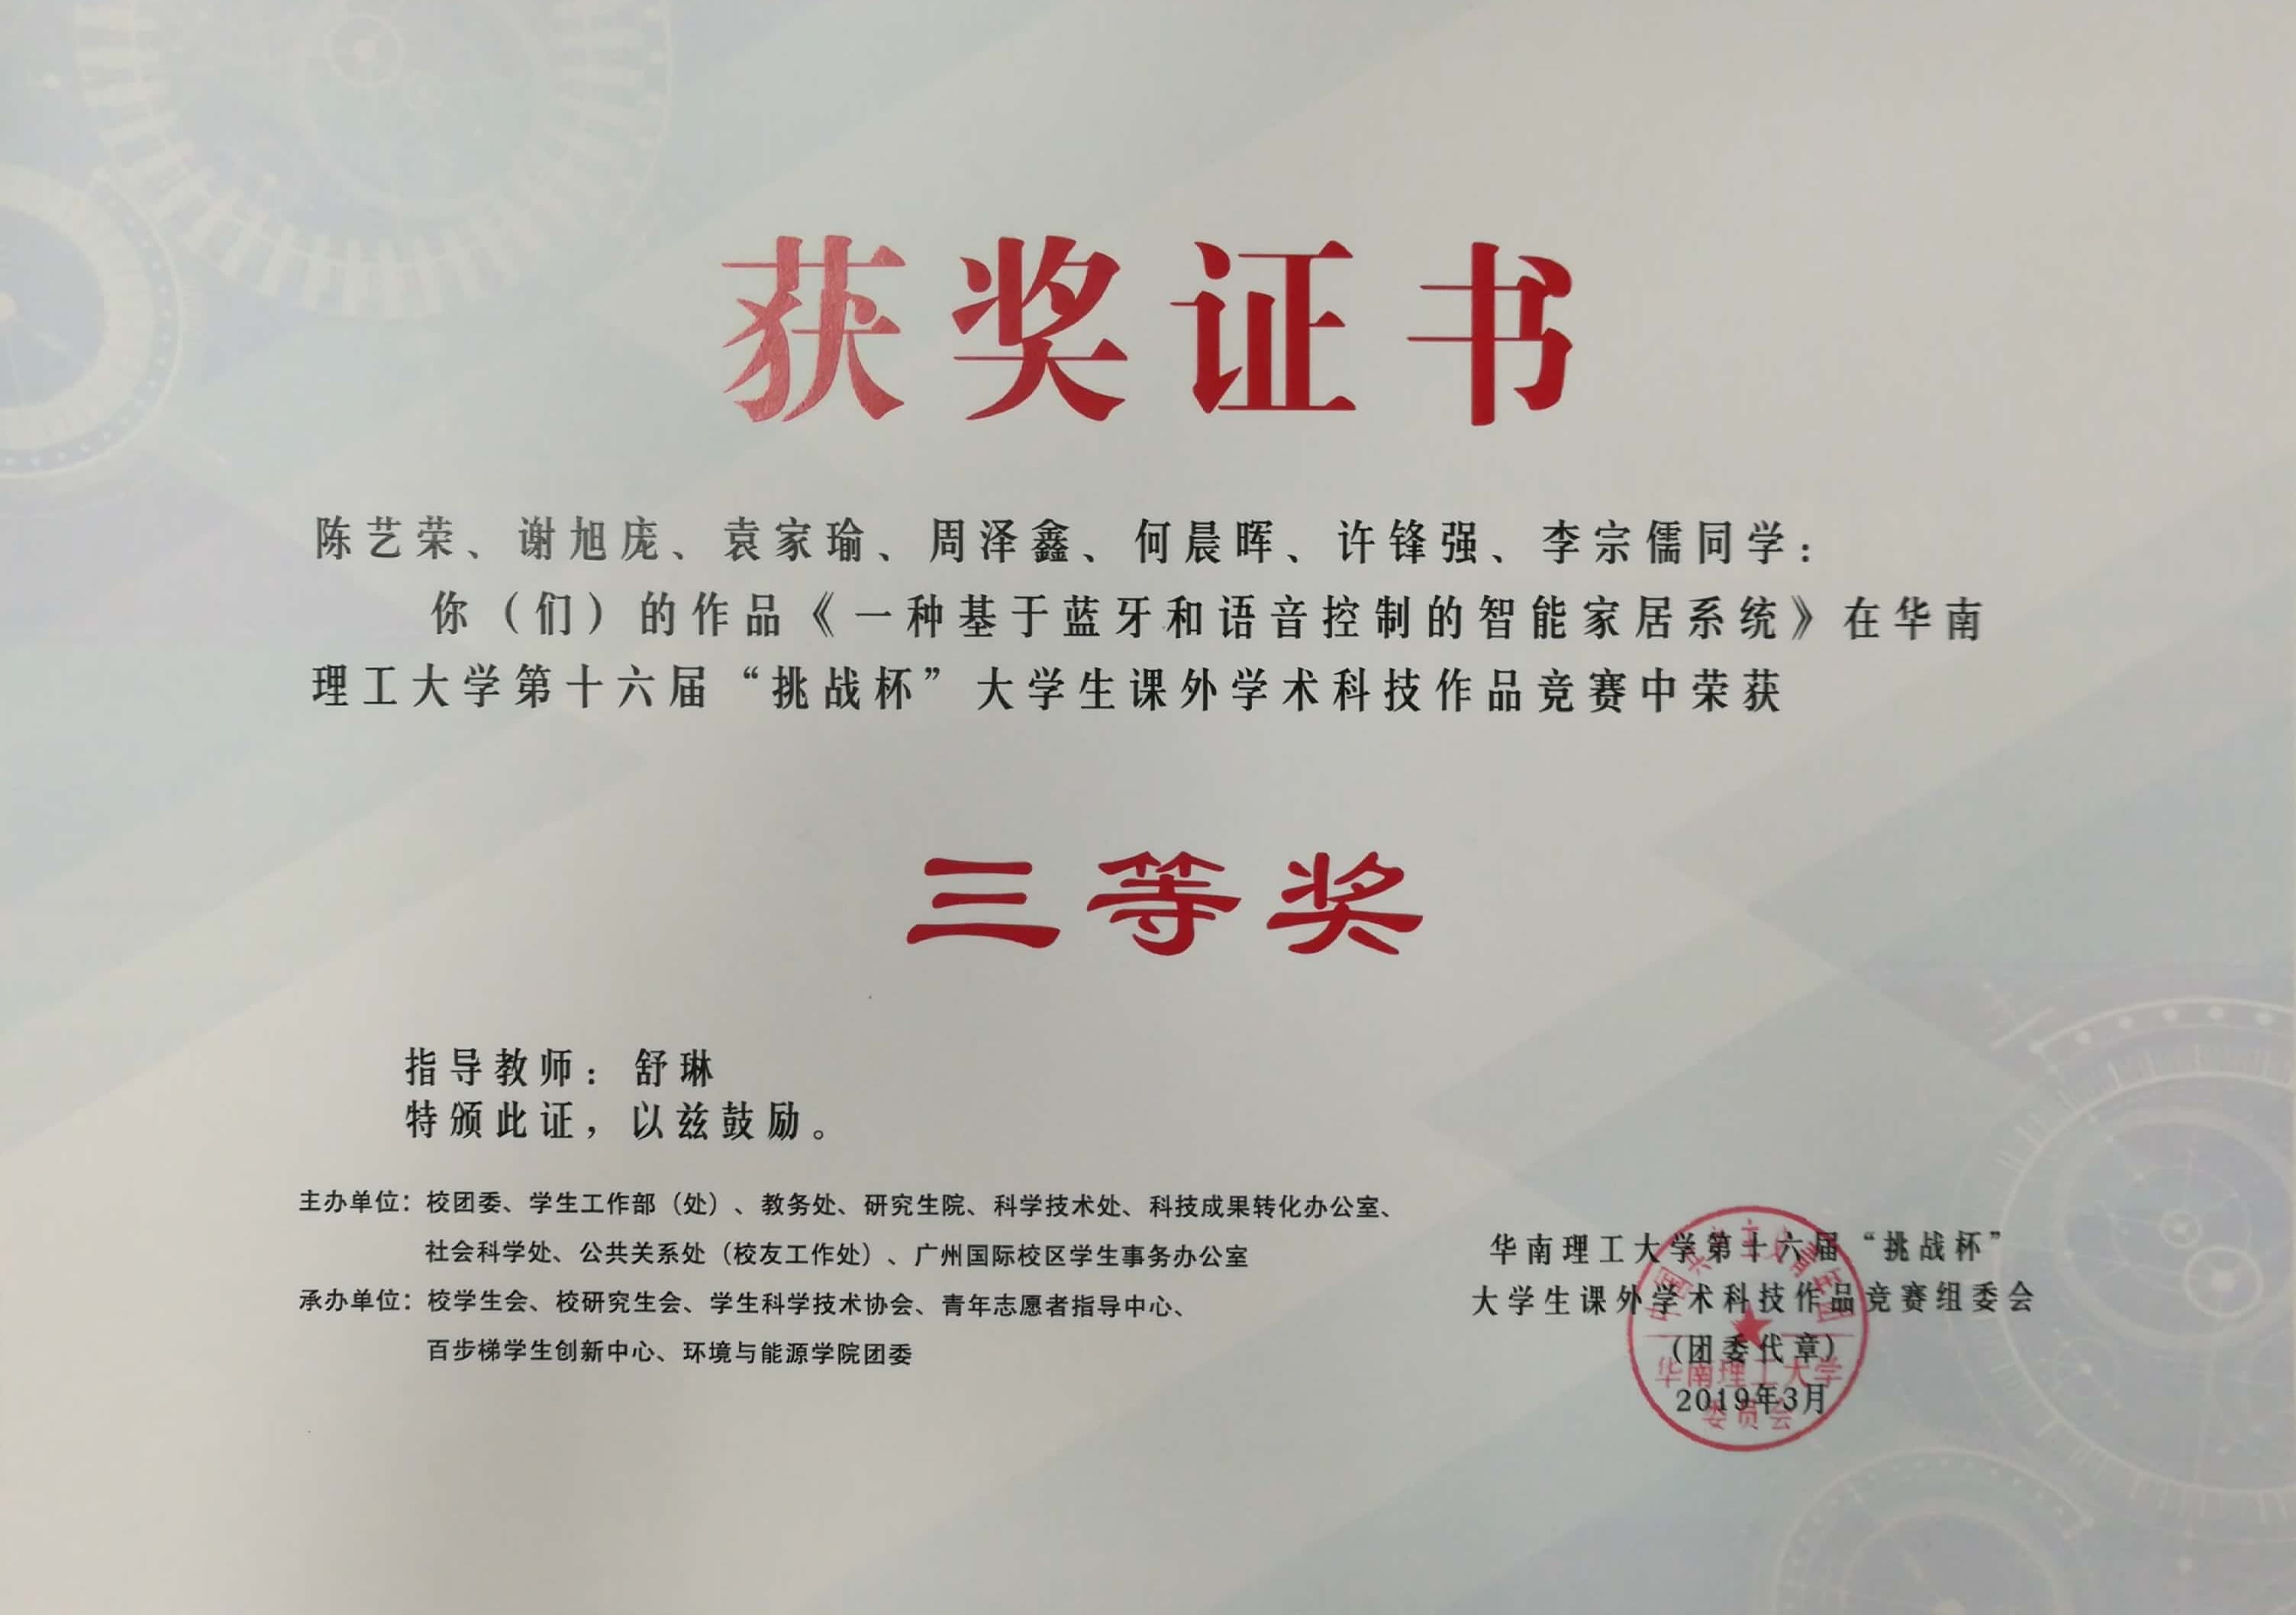 获奖证书
陈艺荣、谢旭庞、袁家瑜、周泽鑫、何晨晖、许锋强、李宗儒同学：
你（们）的作品《一种基于蓝牙和语音控制的智能家居系统》在华南
理工大学第十六届“挑战杯”大学生课外学术科技作品竞赛中荣获
三等奖
指导教师：舒琳
特颁此证，以兹鼓励。
主办单位：校团委、学生工作部（处）、教务处、研究生院、科学技术处、科技成果转化办公室、
社会科学处、公共关系处（校友工作处）、广州国际校区学生事务办公室
承办单位：校学生会、校研究生会、学生科学技术协会、青年志愿者指导中心、
百步梯学生创新中心、环境与能源学院团委
华南理工大学第十六届“挑战杯”
大学生课外学术科技作品竞赛组委会
(团委代章)
2019年3月
中国共产主义青年团
华南理工大学
委员会